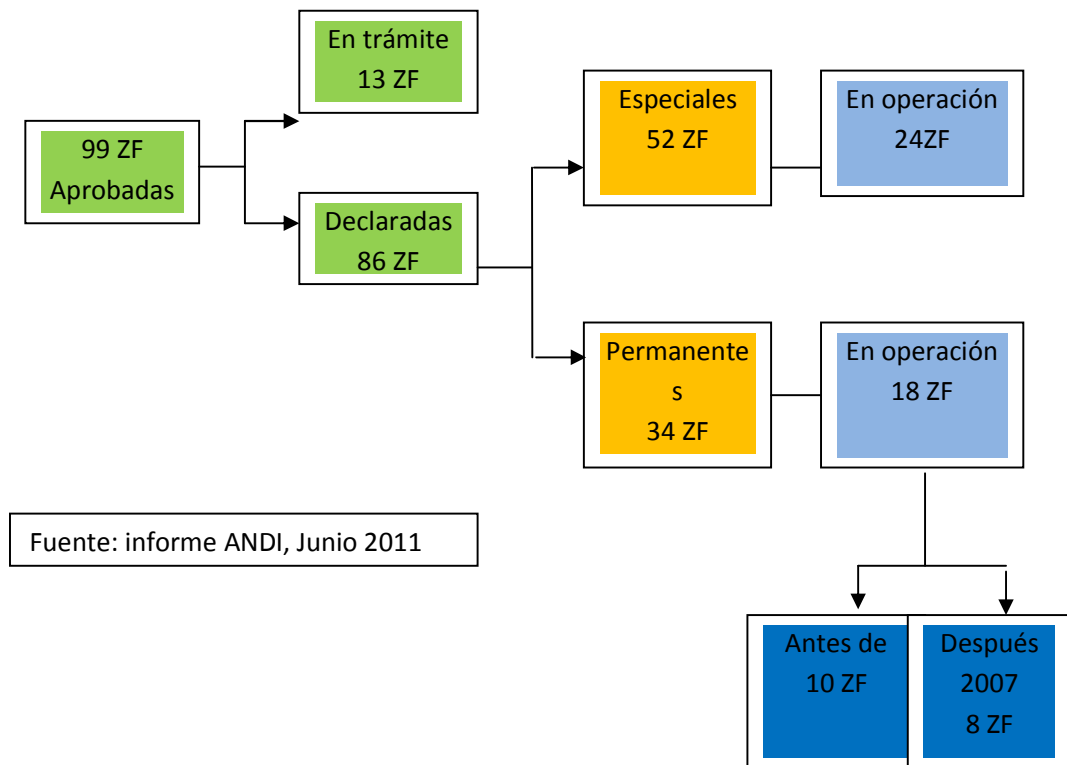 En trámite
13 ZF
99 ZF
Aprobadas
Declaradas
86 ZF
Especiales
52 ZF
En operación
24ZF
Permanente
s
34 ZF
En operación
18 ZF
Fuente: informe ANDI, Junio 2011
Antes de
10 ZF
Después
2007
8 ZF